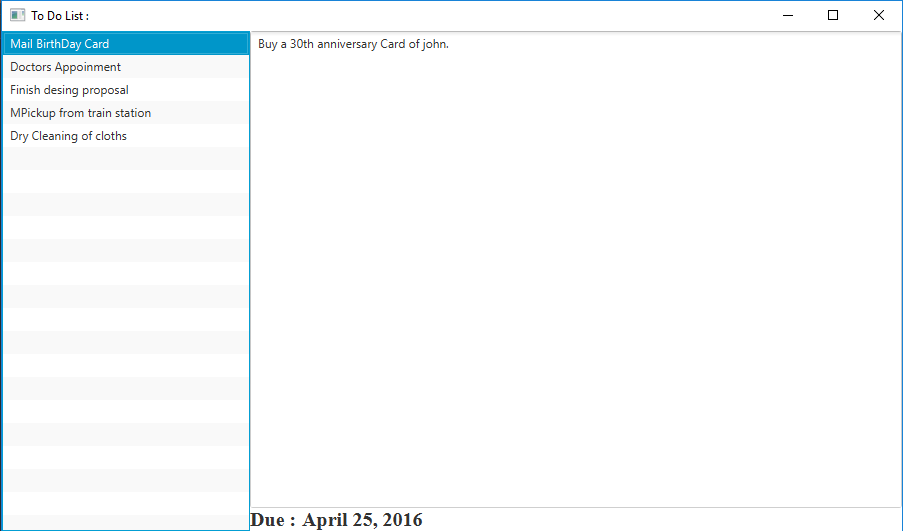 To Do List :
Mail BirthDay Card
Doctors Appoinment
Finish desing proposal
MPickup from train station
Dry Cleaning of cloths
Buy a 30th anniversary Card of john.
Due : April 25, 2016